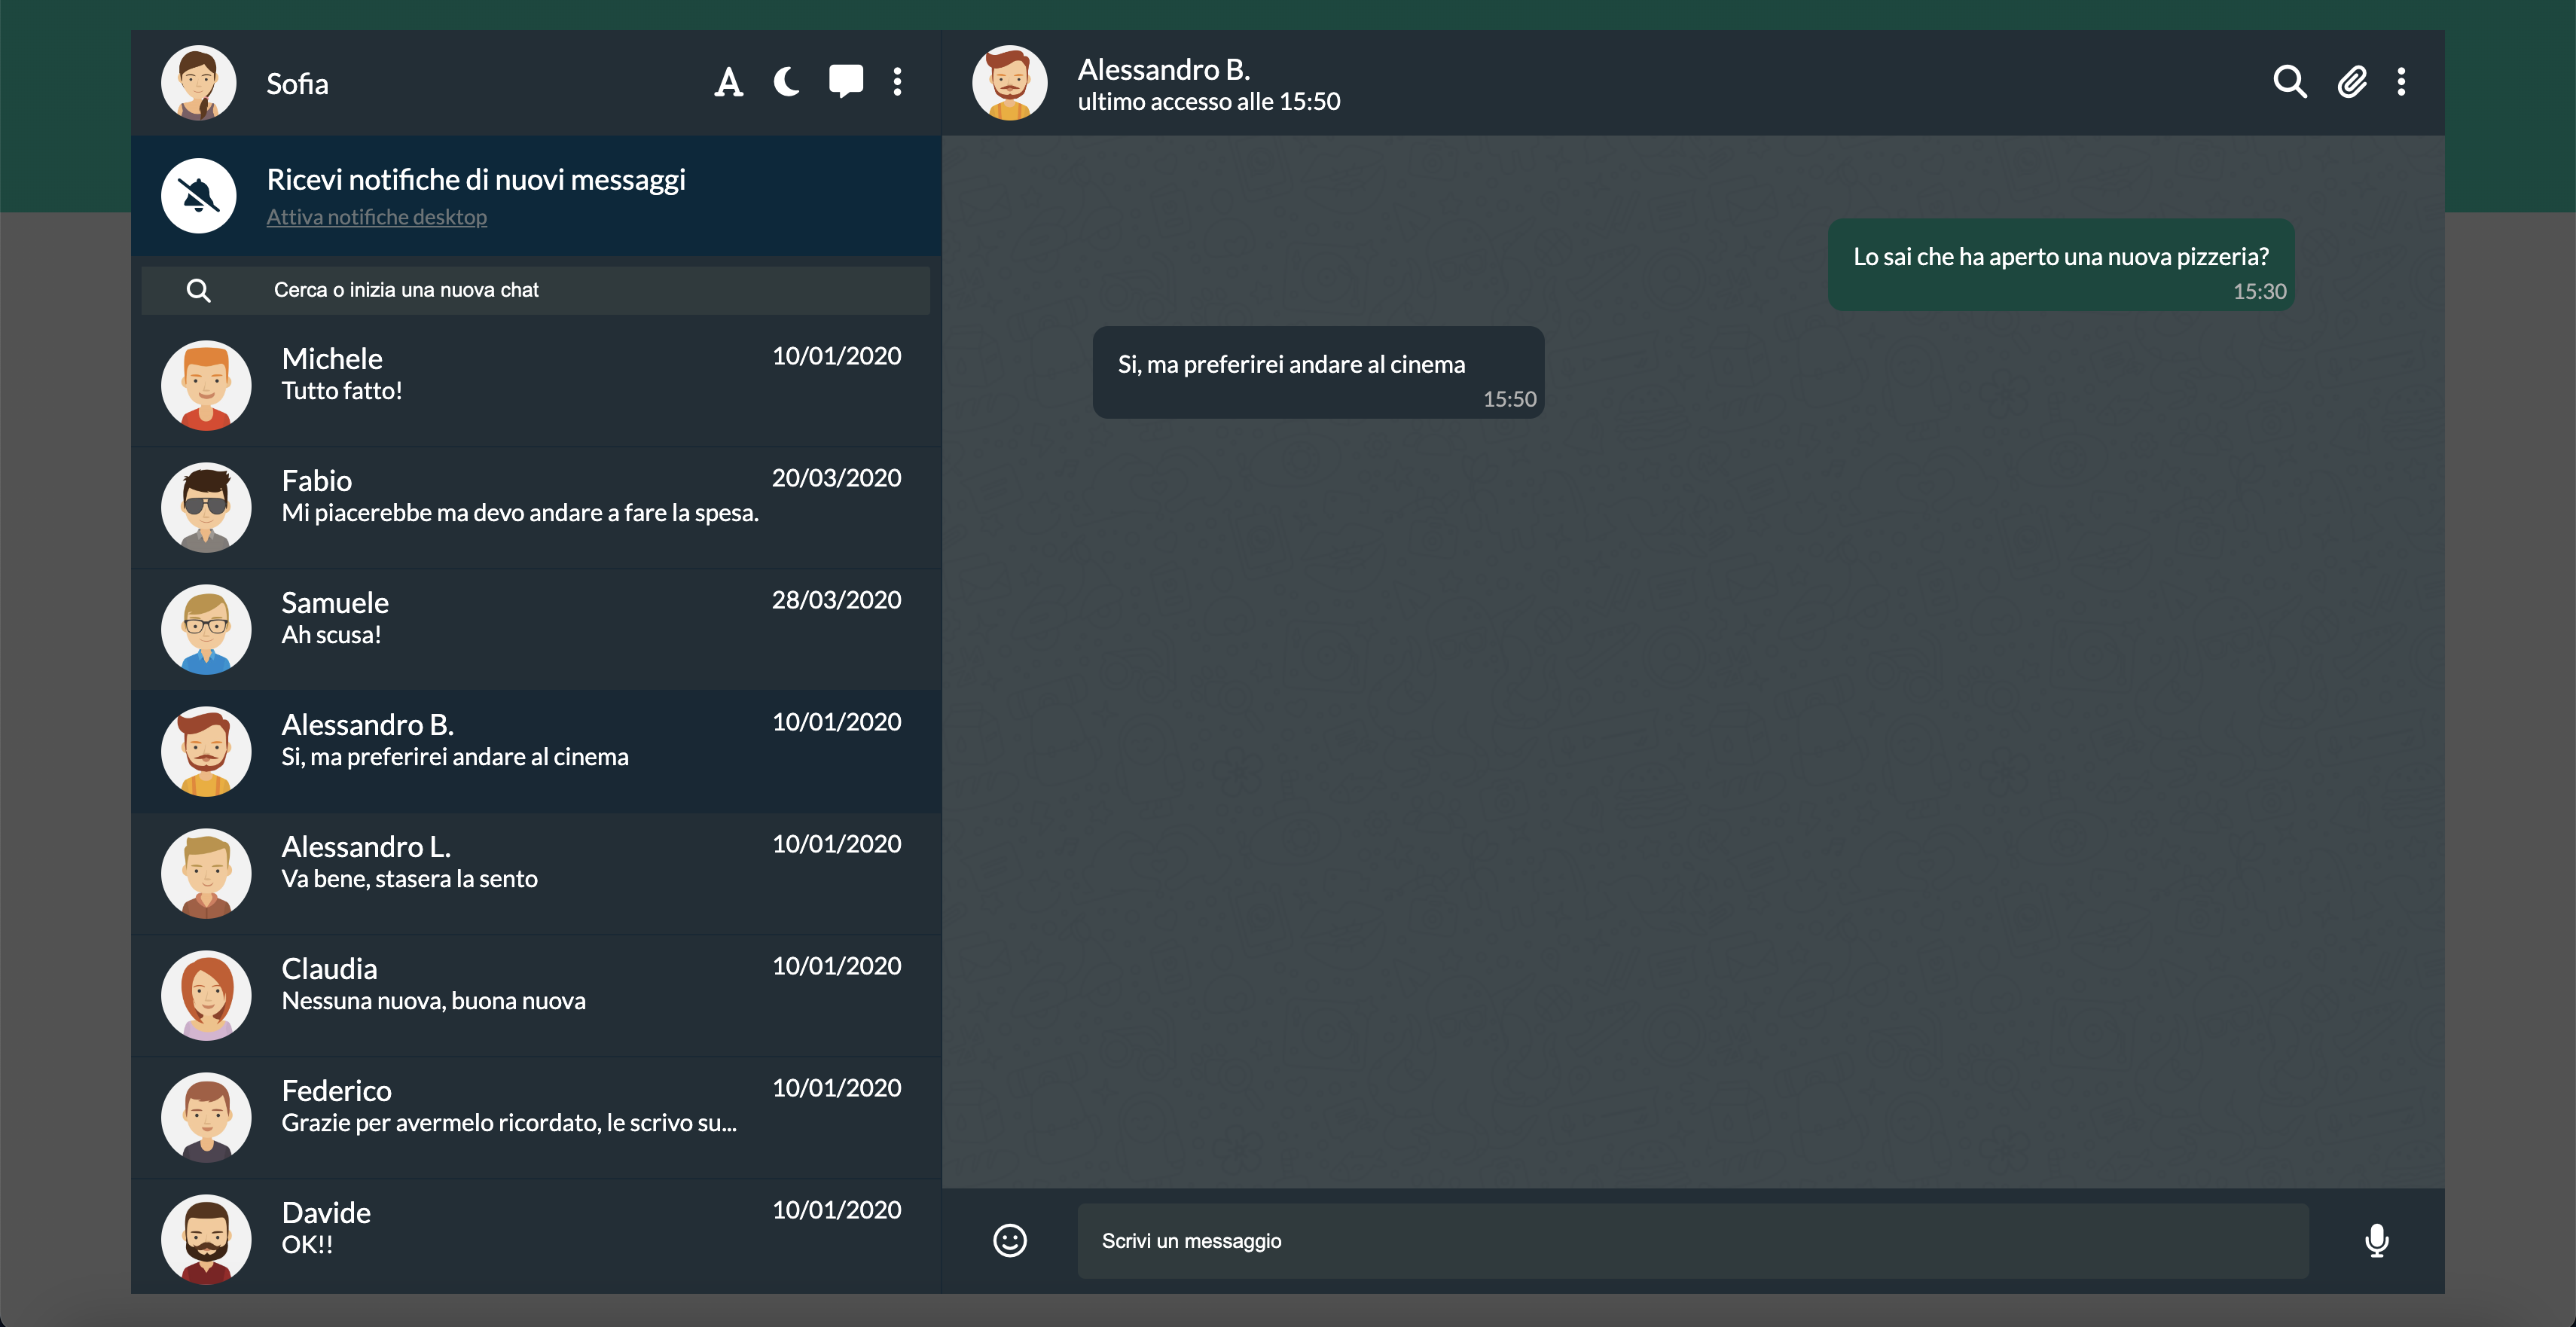 Sofia
A
Ricevi notifiche di nuovi messaggi
Attiva notifiche desktop
Cerca o inizia una nuova chat
Michele 10/01/2020
Tutto fatto!
Fabio 20/03/2020
Mi piacerebbe ma devo andare a fare la spesa.
Samuele 28/03/2020
Ah scusa!
Alessandro B. 10/01/2020
Si, ma preferirei andare al cinema
Alessandro L. 10/01/2020
Va bene, stasera la sento
Claudia 10/01/2020
Nessuna nuova, buona nuova
Federico 10/01/2020
Grazie per avermelo ricordato, le scrivo su...
Davide 10/01/2020
OK!!
Alessandro B.
ultimo accesso alle 15:50
Lo sai che ha aperto una nuova pizzeria?
15:30
Si, ma preferirei andare al cinema
15:50
Scrivi un messaggio